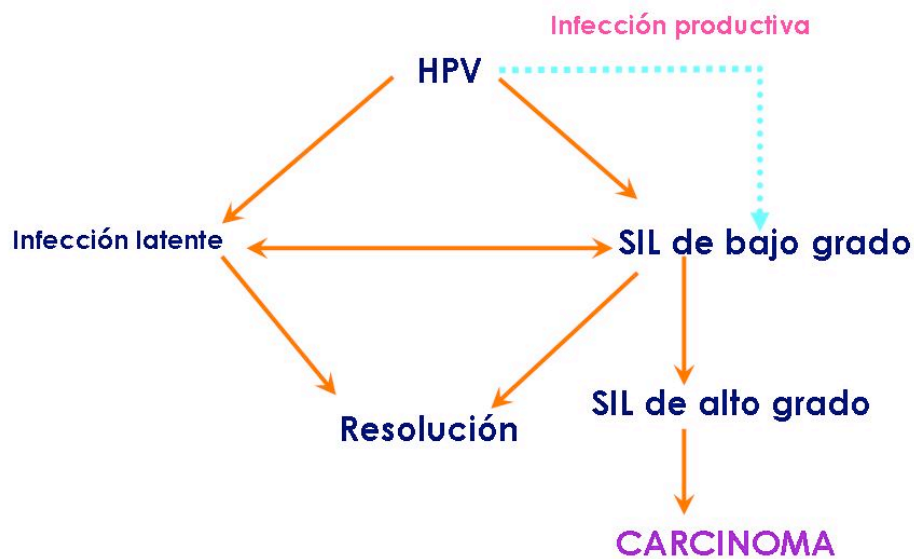 Infección productiva
HPV
Infección latente
SIL de bajo grado
SIL de alto grado
Resolución
CARCINOMA